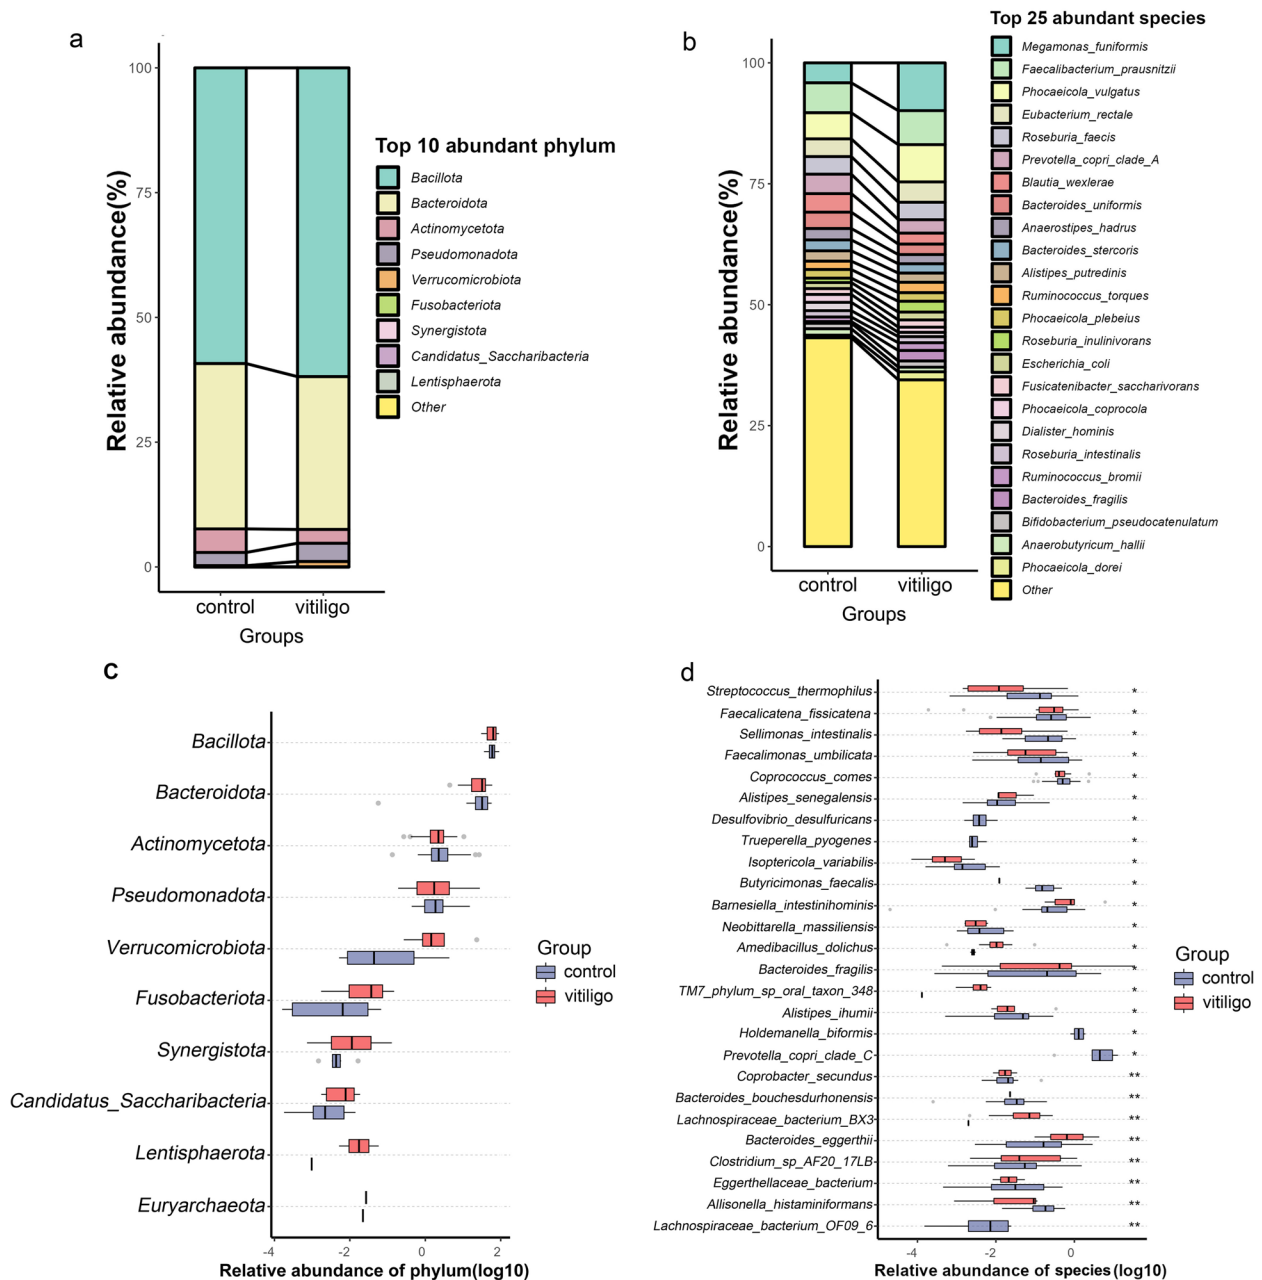 a
100
75
50
25
0
Relative abundance(%)
control
vitiligo
Groups
Top 10 abundant phylum
Bacillota
Bacteroidota
Actinomycetota
Pseudomonadota
Verrucomicrobiota
Fusobacteriota
Synergistota
Candidatus_Saccharibacteria
Lentisphaerota
Other
b
100
75
50
25
0
Relative abundance(%)
control
vitiligo
Groups
Top 25 abundant species
Megamonas_funiformis
Faecalibacterium_prausnitzii
Phocaeicola_vulgatus
Eubacterium_rectale
Roseburia_faecis
Prevotella_copri_clade_A
Blautia_wexlerae
Bacteroides_uniformis
Anaerostipes_hadrus
Bacteroides_stercoris
Alistipes_putredinis
Ruminococcus_torques
Phocaeicola_plebeius
Roseburia_inulinivorans
Escherichia_coli
Fusicatenibacter_saccharivorans
Phocaeicola_coprocola
Dialister_hominis
Roseburia_intestinalis
Ruminococcus_bromii
Bacteroides_fragilis
Bifidobacterium_pseudocatenulatum
Anaerobutyricum_hallii
Phocaeicola_dorei
Other
c
Bacillota
Bacteroidota
Actinomycetota
Pseudomonadota
Verrucomicrobiota
Fusobacteriota
Synergistota
Candidatus_Saccharibacteria
Lentisphaerota
Euryarchaeota
-4
-2
0
2
Relative abundance of phylum(log10)
Group
control
vitiligo
d
Streptococcus_thermophilus *
Faecalicatena_fissicatena *
Sellimonas_intestinalis *
Faecalimonas_umbilicata *
Coprococcus_comes *
Alistipes_senegalensis *
Desulfovibrio_desulfuricans *
Trueperella_pyogenes *
Isoptericola_variabilis *
Butyricimonas_faecalis *
Barnesiella_intestinihominis *
Neobittarella_massiliensis *
Amedibacillus_dolichus *
Bacteroides_fragilis *
TM7_phylum_sp_oral_taxon_348 *
Alistipes_ihumii *
Holdemanella_biformis *
Prevotella_copri_clade_C *
Coprobacter_secundus **
Bacteroides_bouchesdurhonensis **
Lachnospiraceae_bacterium_BX3 **
Bacteroides_eggerthii **
Clostridium_sp_AF20_17LB **
Eggerthellaceae_bacterium **
Allisonella_histaminiformans **
Lachnospiraceae_bacterium_OF09_6 **
-4
-2
0
Relative abundance of species(log10)
Group
control
vitiligo